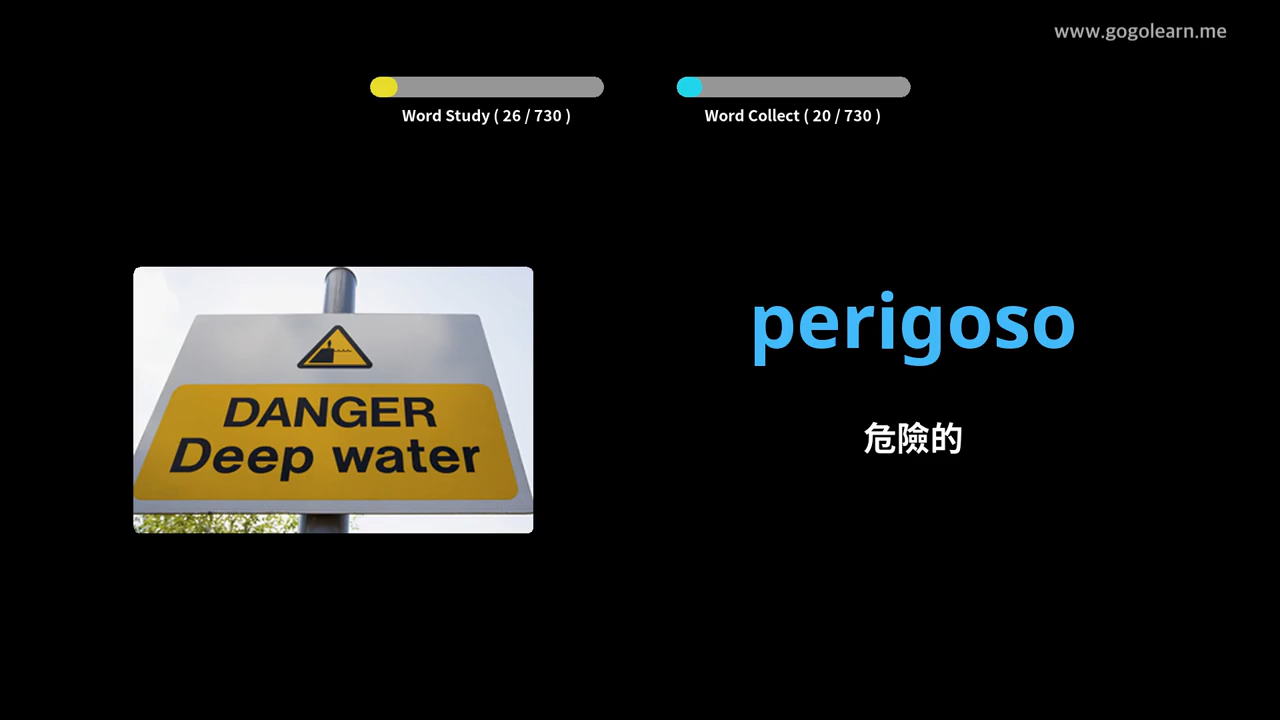 www.gogolearn.me
Word Study ( 26 / 730 )
Word Collect ( 20 / 730 )
DANGER
Deep water
perigoso
危險的